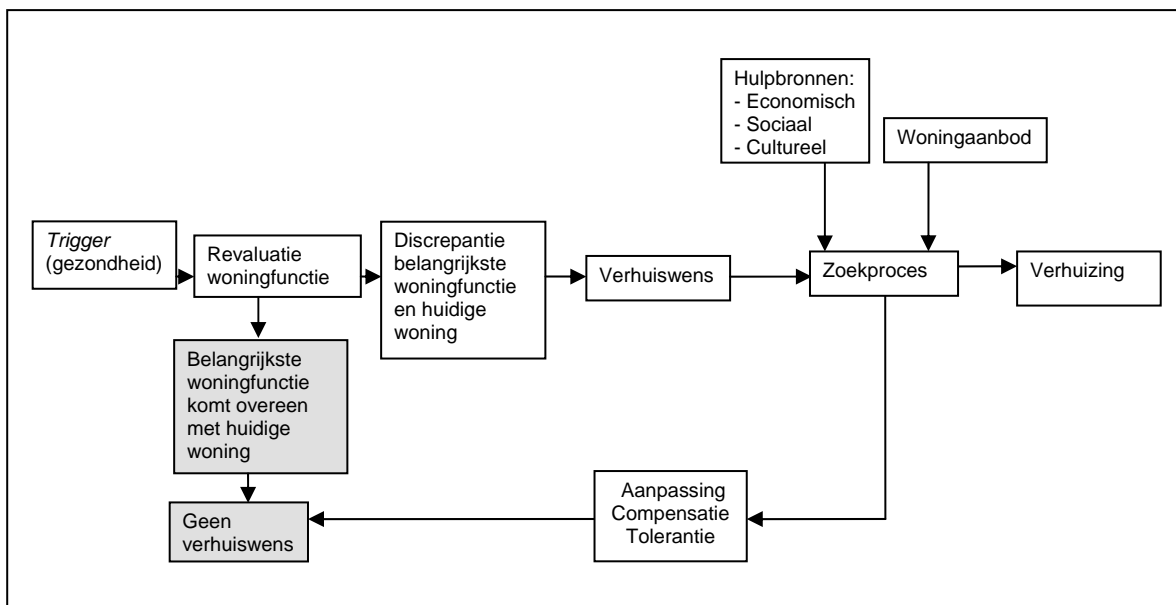 Hulpbronnen:
- Economisch
- Sociaal
- Cultureel
Woningaanbod
Trigger
(gezondheid)
Revaluatie
woningfunctie
Discrepantie
belangrijkste
woningfunctie
en huidige
woning
Verhuiswens
Zoekproces
Verhuizing
Belangrijkste
woningfunctie
komt overeen
met huidige
woning
Geen
verhuiswens
Aanpassing
Compensatie
Tolerantie